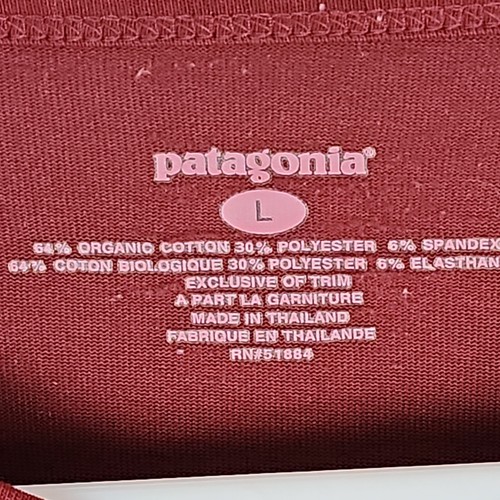 patagonia®
L
64% ORGANIC COTTON 30% POLYESTER 6% SPANDEX
64% COTON BIOLOGIQUE 30% POLYESTER 6% ELASTHAN
EXCLUSIVE OF TRIM
A PART LA GARNITURE
MADE IN THAILAND
FABRIQUE EN THAILANDE
RN#51884